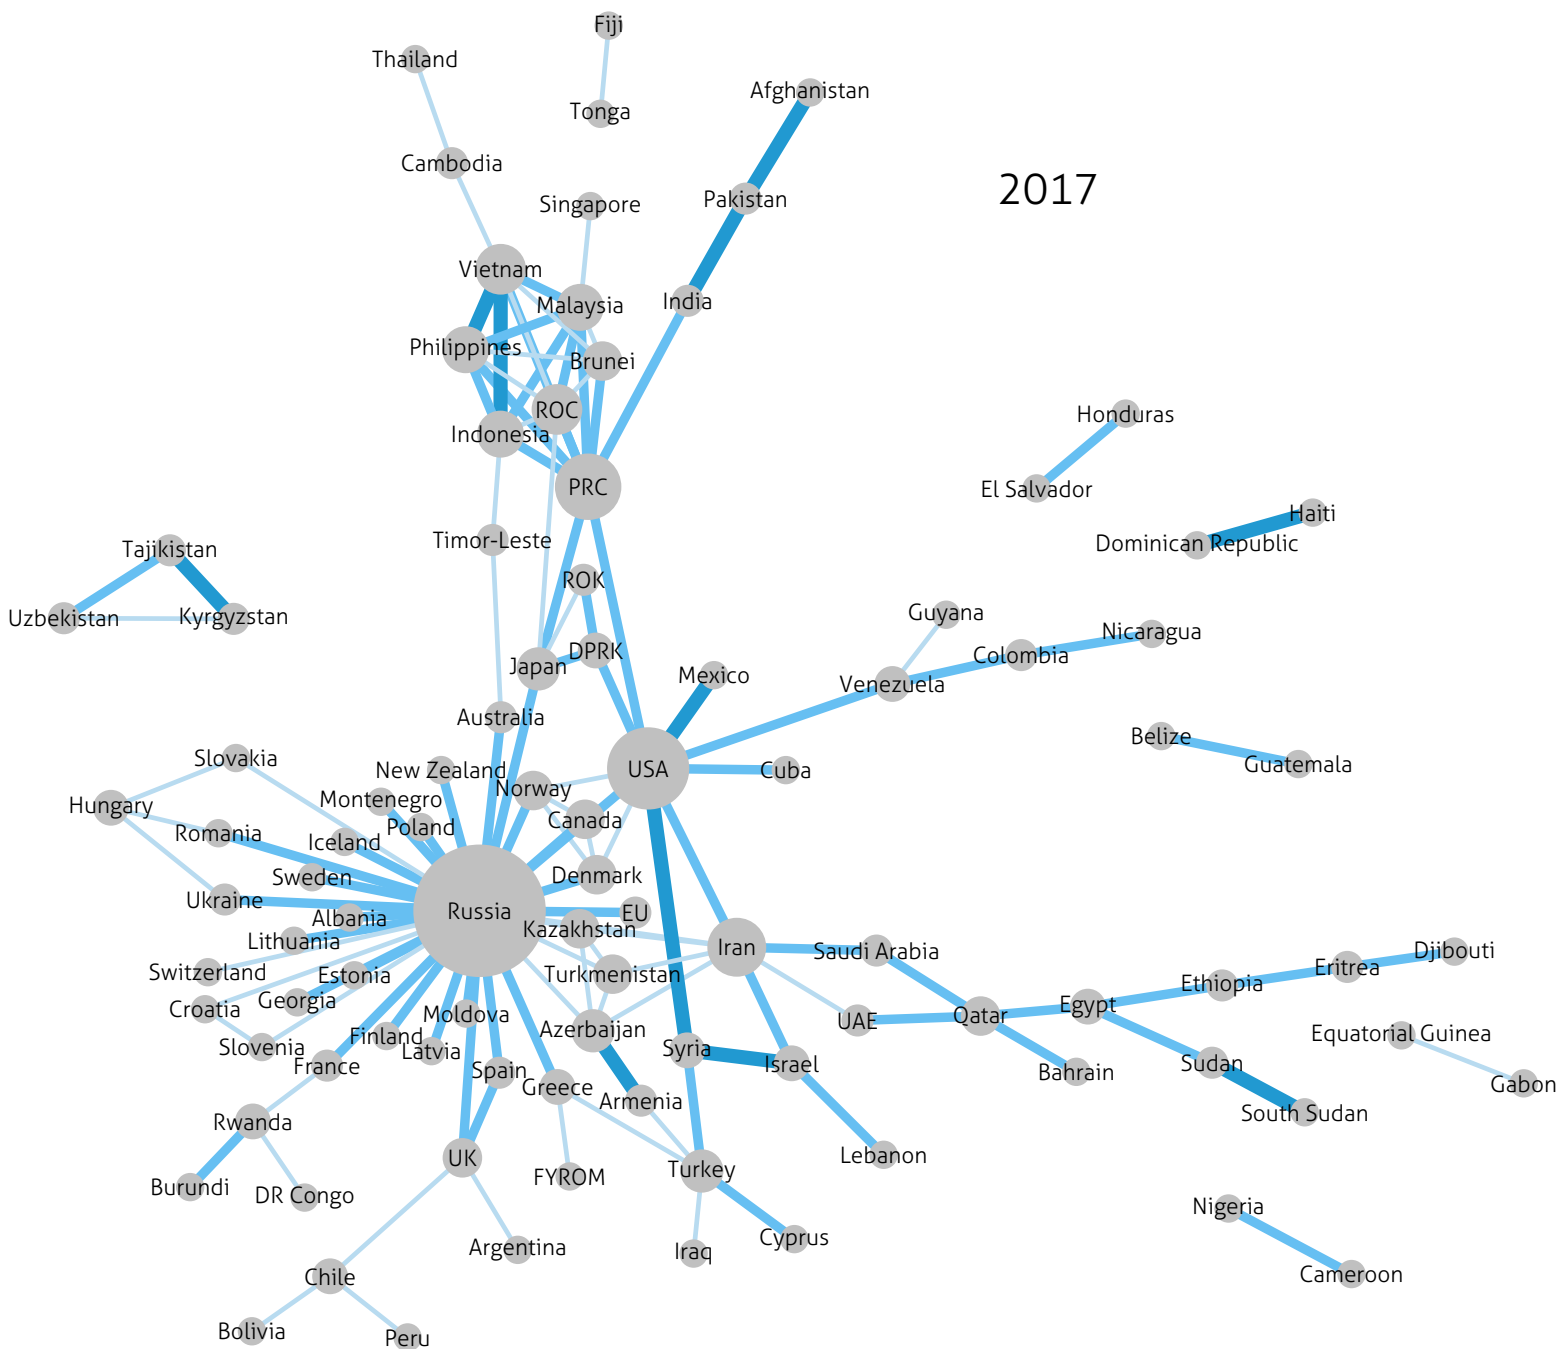 Fiji
Thailand
Afghanistan
Tonga
Cambodia
2017
Pakistan
Singapore
Vietnam
India
Malaysia
Philippines
Brunei
ROC
Honduras
Indonesia
PRC
El Salvador
Haiti
Timor-Leste
Dominican Republic
Tajikistan
ROK
Guyana
Uzbekistan
Kyrgyzstan
Nicaragua
DPRK
Colombia
Japan
Mexico
Venezuela
Australia
Belize
Slovakia
Guatemala
New Zealand
USA
Cuba
Norway
Montenegro
Hungary
Canada
Poland
Romania
Iceland
Denmark
Sweden
Ukraine
Russia
EU
Albania
Kazakhstan
Lithuania
Iran
Saudi Arabia
Djibouti
Eritrea
Switzerland
Estonia
Turkmenistan
Ethiopia
Georgia
Croatia
Egypt
Moldova
Qatar
UAE
Azerbaijan
Equatorial Guinea
Finland
Slovenia
Latvia
Syria
France
Israel
Sudan
Spain
Bahrain
Gabon
Greece
Armenia
South Sudan
Rwanda
UK
Lebanon
Turkey
FYROM
Burundi
DR Congo
Nigeria
Cyprus
Argentina
Iraq
Chile
Cameroon
Bolivia
Peru